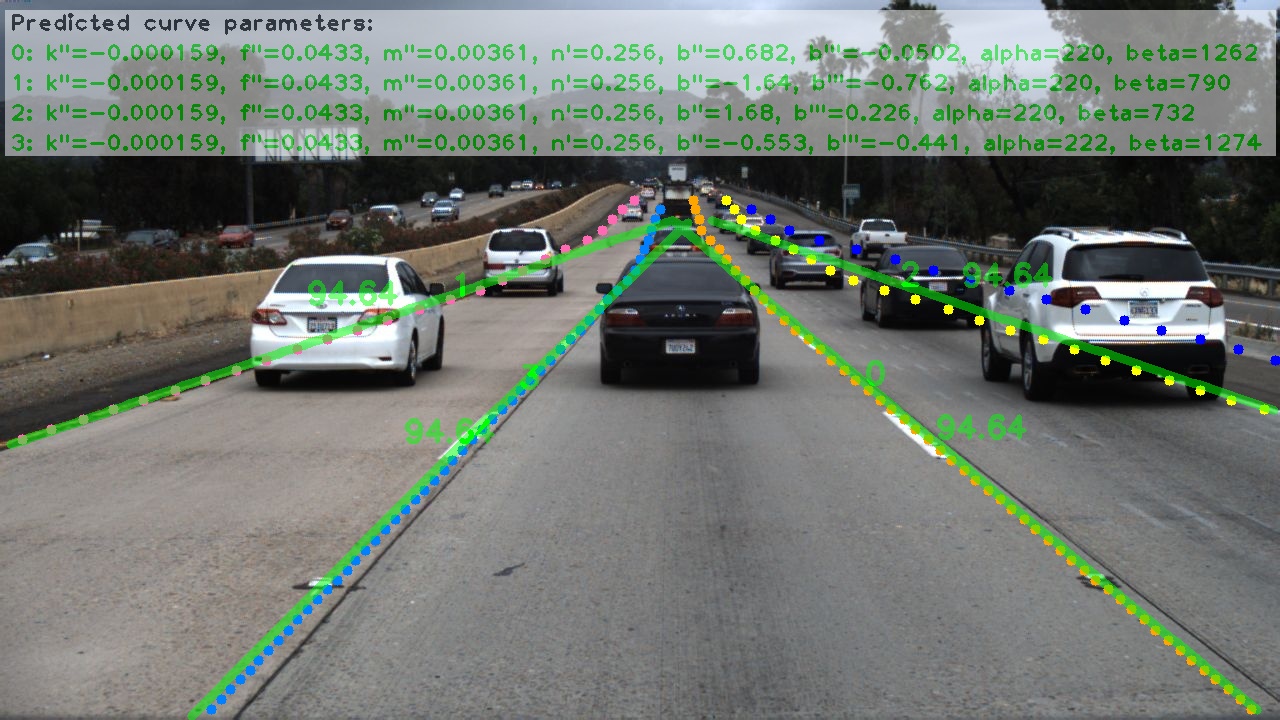 Predicted curve parameters:
0: k''=-0.000159, f''=0.0433, m''=0.00361, n'=0.256, b''=0.682, b'''=-0.0502, alpha=220, beta=1262
1: k''=-0.000159, f''=0.0433, m''=0.00361, n'=0.256, b''=-1.64, b'''=-0.762, alpha=220, beta=790
2: k''=-0.000159, f''=0.0433, m''=0.00361, n'=0.256, b''=1.68, b'''=0.226, alpha=220, beta=732
3: k''=-0.000159, f''=0.0433, m''=0.00361, n'=0.256, b''=-0.553, b'''=-0.441, alpha=222, beta=1274
2 94.64
94.64 1
3 0
94.64 94.64